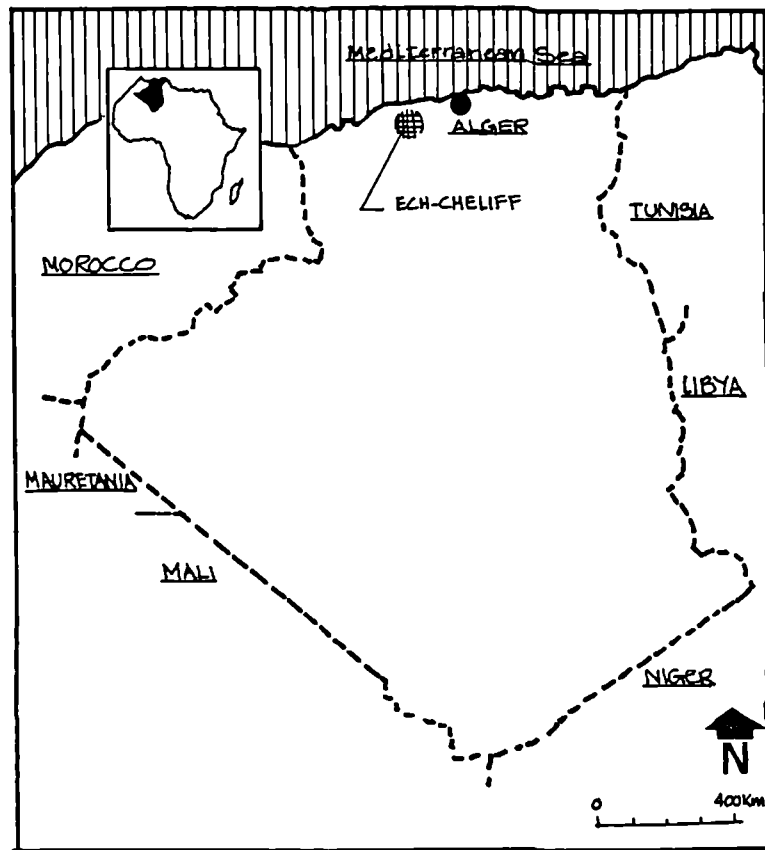 Mediterranean Sea
ALGER
ECH-CHELIFF
TUNISIA
MOROCCO
LIBYA
MAURETANIA
MALI
NIGER
N
0 400Km